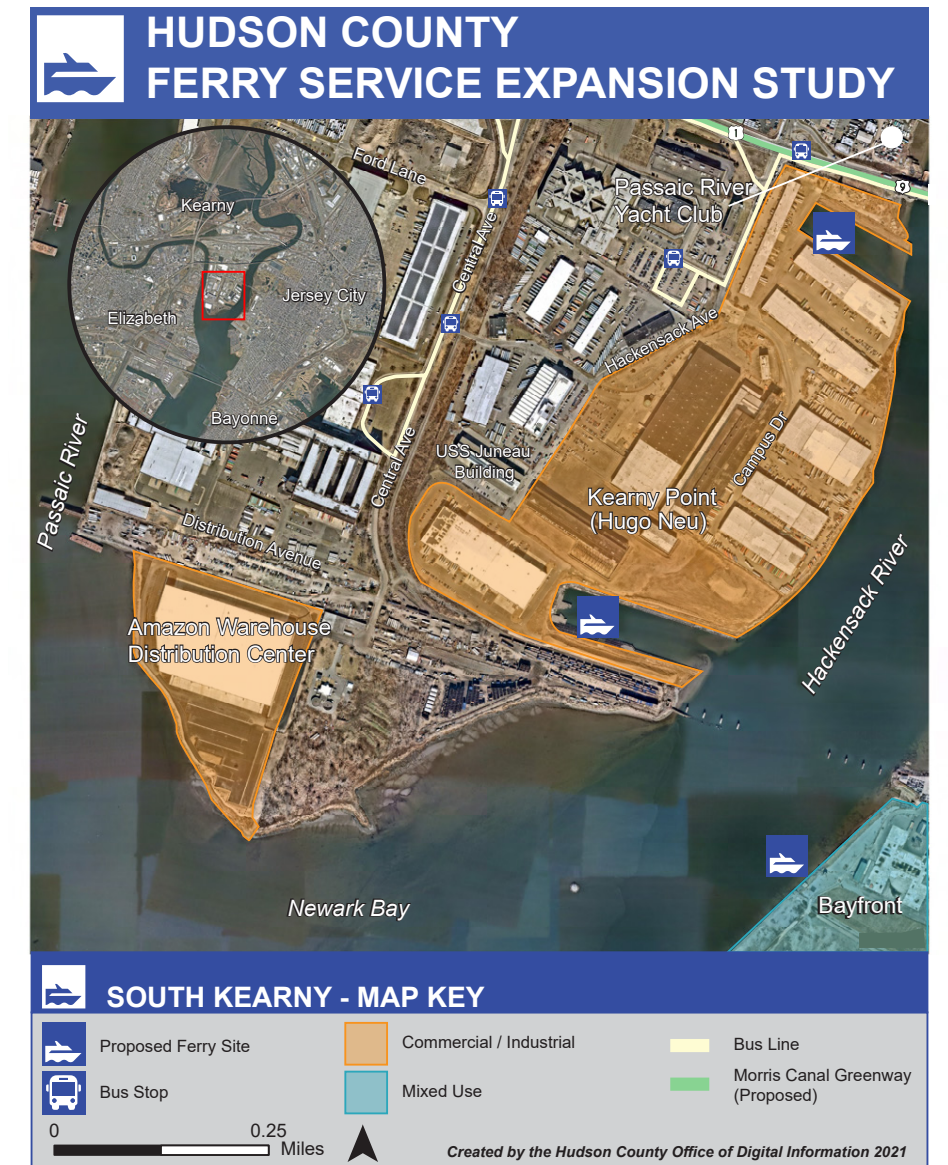 HUDSON COUNTY
FERRY SERVICE EXPANSION STUDY
Ford Lane
1
Passaic River
Yacht Club
9
Kearny
Central Ave
Jersey City
Elizabeth
Hackensack Ave
Bayonne
Passaic River
Central Ave
USS Juneau
Building
Campus Dr
Kearny Point
(Hugo Neu)
Distribution Avenue
Hackensack River
Amazon Warehouse
Distribution Center
Newark Bay
Bayfront
SOUTH KEARNY - MAP KEY
Proposed Ferry Site
Commercial / Industrial
Bus Line
Bus Stop
Mixed Use
Morris Canal Greenway
(Proposed)
0 0.25
Miles
Created by the Hudson County Office of Digital Information 2021